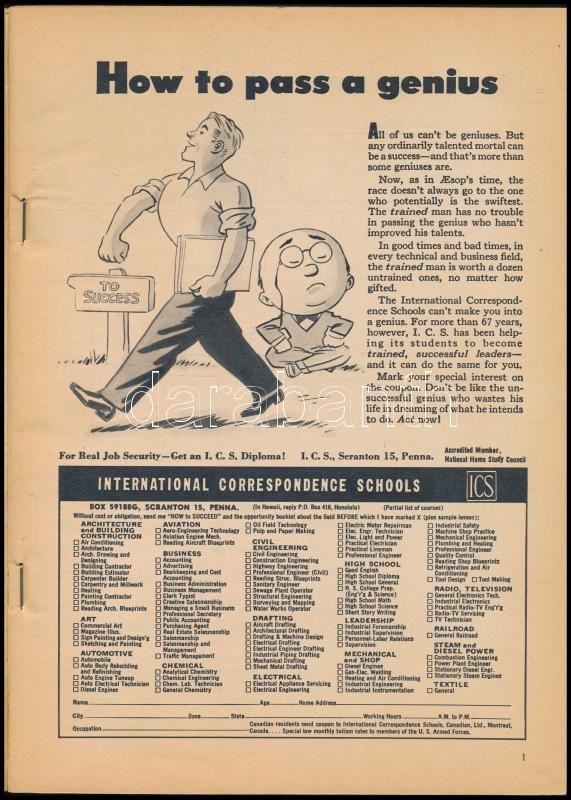 How to pass a genius
All of us can't be geniuses. But
any ordinarily talented mortal can
be a success—and that's more than
some geniuses are.
Now, as in Æsop's time, the
race doesn't always go to the one
who potentially is the swiftest.
The trained man has no trouble
in passing the genius who hasn't
improved his talents.
In good times and bad times, in
every technical and business field,
the trained man is worth a dozen
untrained ones, no matter how
gifted.
The International Correspond-
ence Schools can't make you into
a genius. For more than 67 years,
however, I. C. S. has been help-
ing its students to become
trained, successful leaders—
and it can do the same for you.
Mark your special interest on
the coupon. Don't be like the un-
successful genius who wastes his
life in dreaming of what he intends
to do. Act now!
TO
SUCCESS
darabanth
For Real Job Security—Get an I. C. S. Diploma! I. C. S., Scranton 15, Penna.
Accredited Member,
National Home Study Council
INTERNATIONAL CORRESPONDENCE SCHOOLS
ICS
BOX 59188G, SCRANTON 15, PENNA. (In Hawaii, reply P.O. Box 418, Honolulu) (Partial list of courses)
Without cost or obligation, send me "HOW to SUCCEED" and the opportunity booklet about the field BEFORE which I have marked X (plus sample lesson):
ARCHITECTURE
and BUILDING
CONSTRUCTION
Air Conditioning
Architecture
Arch. Drawing and
Designing
Building Contractor
Building Estimator
Carpenter Builder
Carpentry and Millwork
Heating
Painting Contractor
Plumbing
Reading Arch. Blueprints
ART
Commercial Art
Magazine Illus.
Sign Painting and Design'g
Sketching and Painting
AUTOMOTIVE
Automobile
Auto Body Rebuilding
and Refinishing
Auto Engine Tuneup
Auto Electrical Technician
Diesel Engines
AVIATION
Aero-Engineering Technology
Aviation Engine Mech.
Reading Aircraft Blueprints
BUSINESS
Accounting
Advertising
Bookkeeping and Cost
Accounting
Business Administration
Business Management
Clerk Typist
Creative Salesmanship
Managing a Small Business
Professional Secretary
Public Accounting
Purchasing Agent
Real Estate Salesmanship
Salesmanship
Salesmanship and
Management
Traffic Management
CHEMICAL
Analytical Chemistry
Chemical Engineering
Chem. Lab. Technician
General Chemistry
Oil Field Technology
Pulp and Paper Making
CIVIL
ENGINEERING
Civil Engineering
Construction Engineering
Highway Engineering
Professional Engineer (Civil)
Reading Struc. Blueprints
Sanitary Engineer
Sewage Plant Operator
Structural Engineering
Surveying and Mapping
Water Works Operator
DRAFTING
Aircraft Drafting
Architectural Drafting
Drafting & Machine Design
Electrical Drafting
Electrical Engineer Drafting
Industrial Piping Drafting
Mechanical Drafting
Sheet Metal Drafting
ELECTRICAL
Electrical Appliance Servicing
Electrical Engineering
Electric Motor Repairman
Elec. Engr. Technician
Elec. Light and Power
Practical Electrician
Practical Lineman
Professional Engineer
HIGH SCHOOL
Good English
High School Diploma
High School General
H. S. College Prep.
(Eng'r'g & Science)
High School Math
High School Science
Short Story Writing
LEADERSHIP
Industrial Foremanship
Industrial Supervision
Personnel-Labor Relations
Supervision
MECHANICAL
and SHOP
Diesel Engines
Gas-Elec. Welding
Heating and Air Conditioning
Industrial Engineering
Industrial Instrumentation
Industrial Safety
Machine Shop Practice
Mechanical Engineering
Plumbing and Heating
Professional Engineer
Quality Control
Reading Shop Blueprints
Refrigeration and Air
Conditioning
Tool Design Tool Making
RADIO, TELEVISION
General Electronics Tech.
Industrial Electronics
Practical Radio-TV Eng'r'g
Radio-TV Servicing
TV Technician
RAILROAD
General Railroad
STEAM and
DIESEL POWER
Combustion Engineering
Power Plant Engineer
Stationary Diesel Engr.
Stationary Steam Engines
TEXTILE
General
Name Age Home Address
City Zone State Working Hours A.M. to P.M.
Occupation
Canadian residents send coupon to International Correspondence Schools, Canadian, Ltd., Montreal,
Canada. . . . Special low monthly tuition rates to members of the U. S. Armed Forces.
1